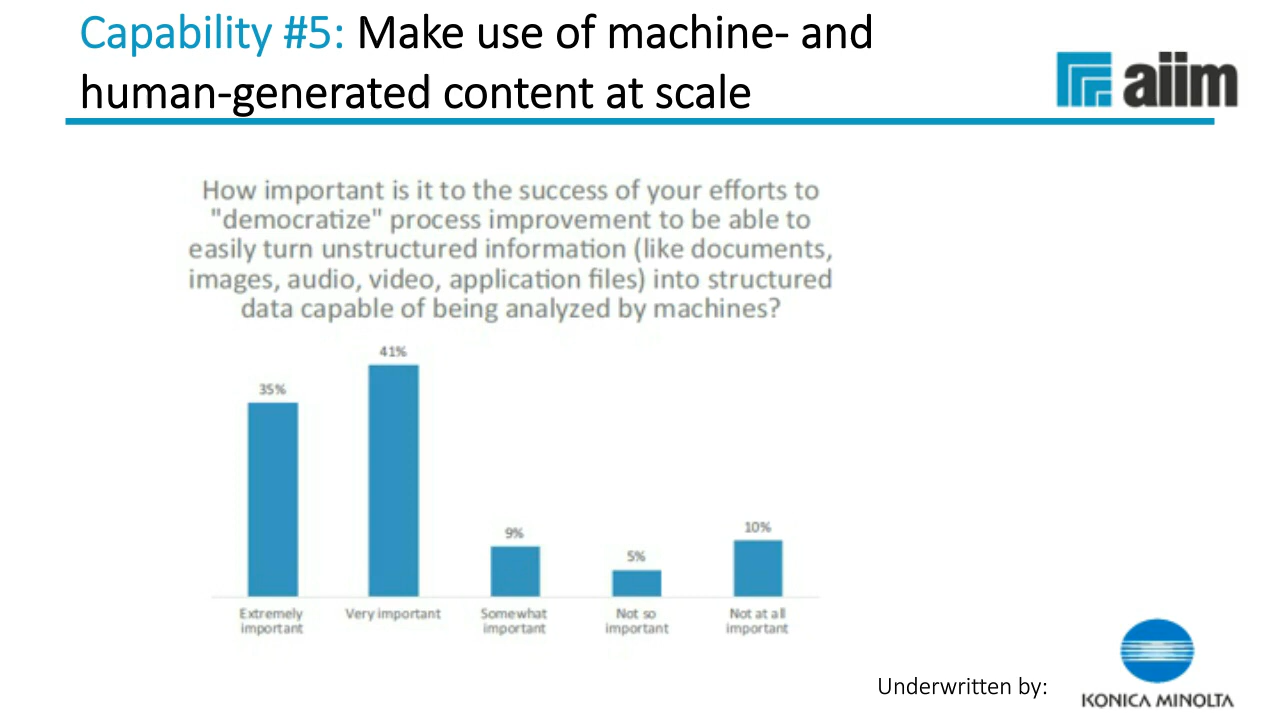 Capability #5: Make use of machine- and
human-generated content at scale
aiim
How important is it to the success of your efforts to
"democratize" process improvement to be able to
easily turn unstructured information (like documents,
images, audio, video, application files) into structured
data capable of being analyzed by machines?
35%
41%
9%
5%
10%
Extremely
important
Very important
Somewhat
important
Not so
important
Not at all
important
Underwritten by:
KONICA MINOLTA